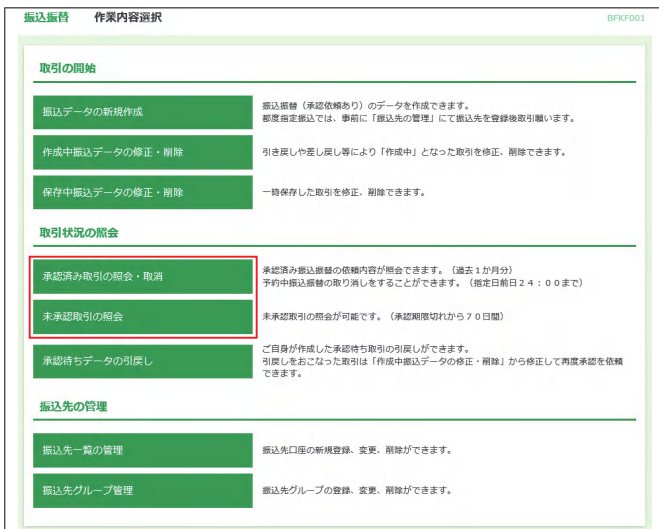 振込振替　作業内容選択　BFKF001
取引の開始
振込データの新規作成
振込振替（承認依頼あり）のデータを作成できます。
都度指定振込では、事前に「振込先の管理」にて振込先を登録後取引願います。
作成中振込データの修正・削除
引き戻しや差し戻し等により「作成中」となった取引を修正、削除できます。
保存中振込データの修正・削除
一時保存した取引を修正、削除できます。
取引状況の照会
承認済み取引の照会・取消
承認済み振込振替の依頼内容が照会できます。（過去１か月分）
予約中振込振替の取り消しをすることができます。（指定日前日２４：００まで）
未承認取引の照会
未承認取引の照会が可能です。（承認期限切れから７０日間）
承認待ちデータの引戻し
ご自身が作成した承認待ち取引の引戻しができます。
引戻しをおこなった取引は「作成中振込データの修正・削除」から修正して再度承認を依頼
できます。
振込先の管理
振込先一覧の管理
振込先口座の新規登録、変更、削除ができます。
振込先グループ管理
振込先グループの登録、変更、削除ができます。